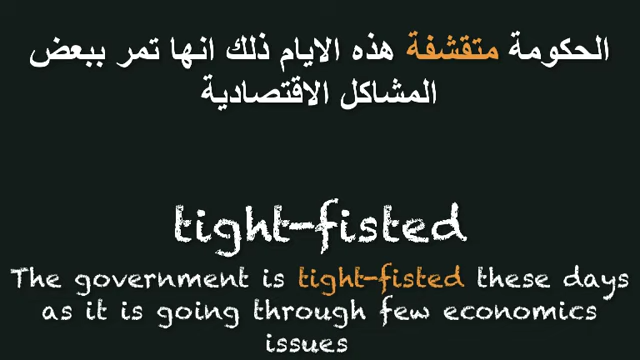 الحكومة متقشفة هذه الايام ذلك انها تمر ببعض
المشاكل الاقتصادية
tight-fisted
The government is tight-fisted these days
as it is going through few economics
issues